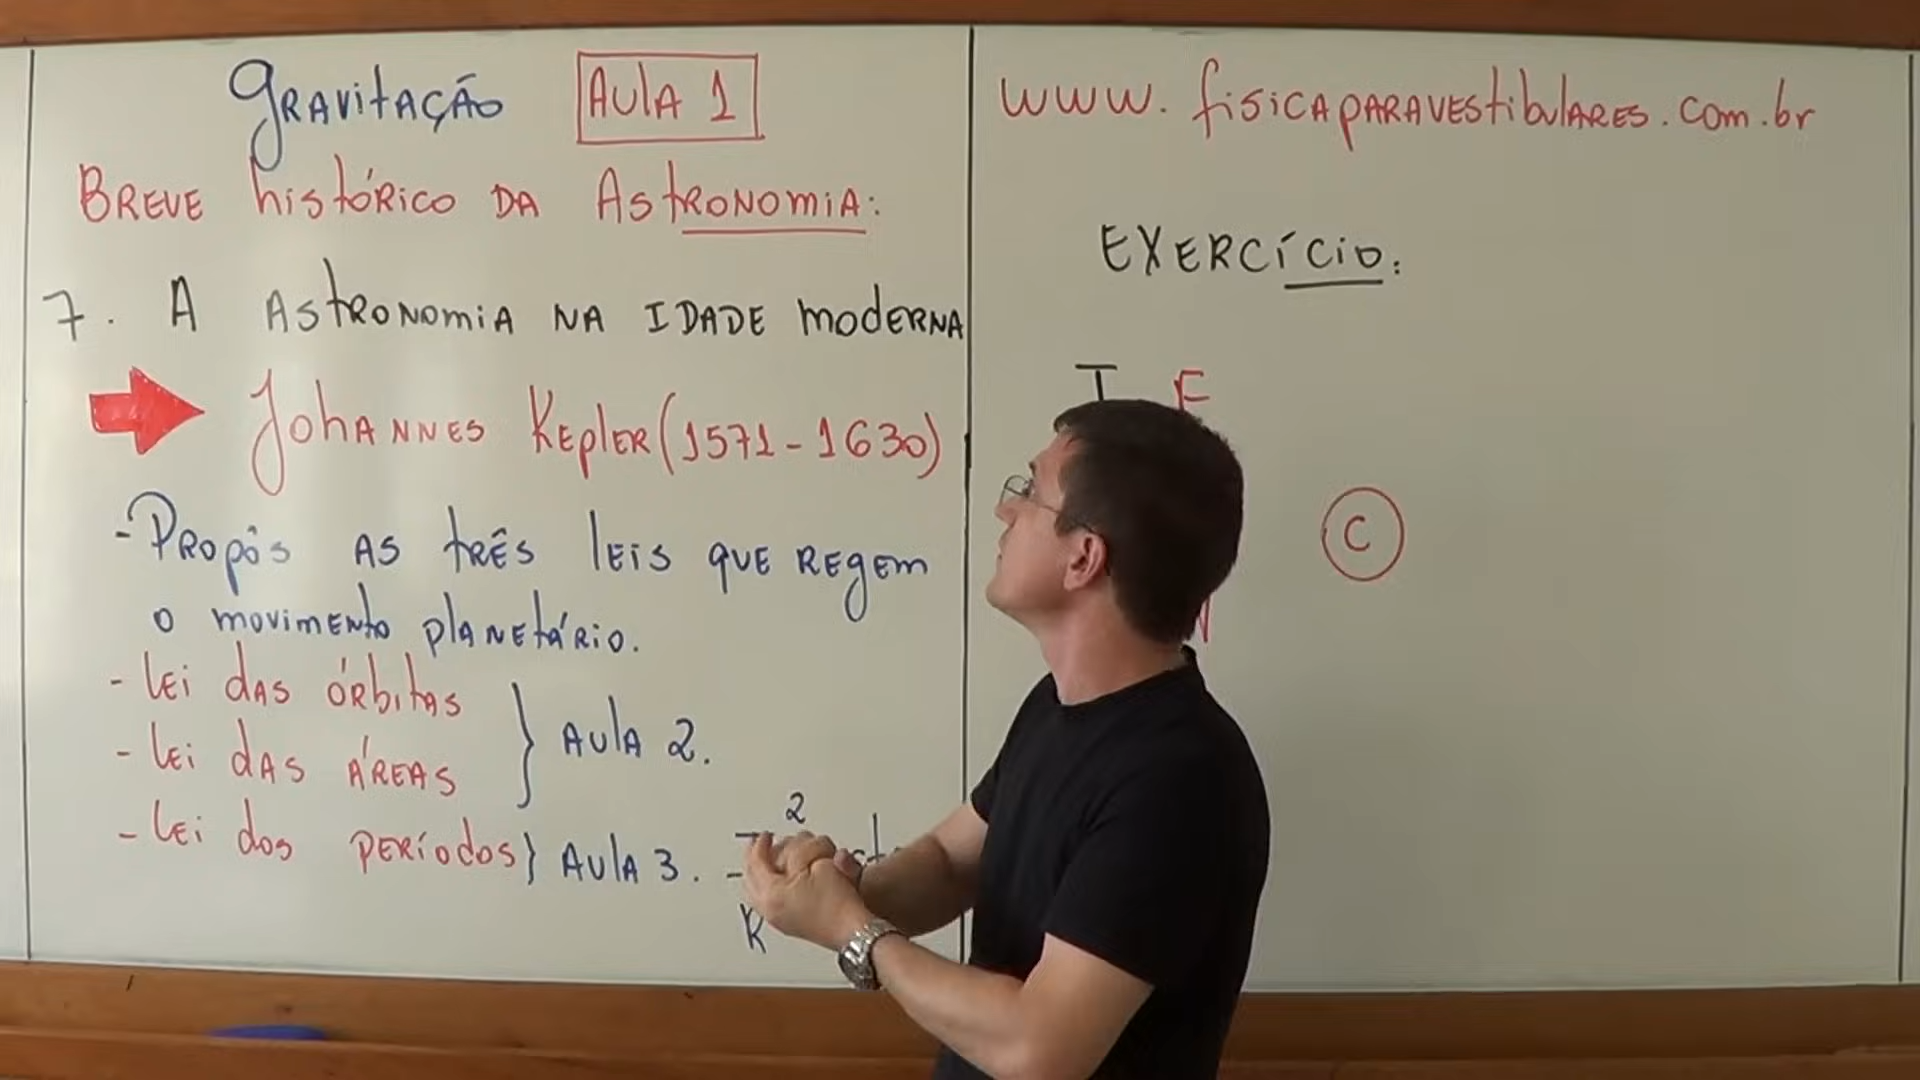 Gravitação Aula 1
Breve histórico da Astronomia:
7. A Astronomia na Idade Moderna
Johannes Kepler (1571-1630)
- Propôs as três leis que regem
o movimento planetário.
- Lei das órbitas
- Lei das áreas } Aula 2.
- Lei dos períodos } Aula 3.
2
www.fisicaparavestibulares.com.br
Exercício:
C